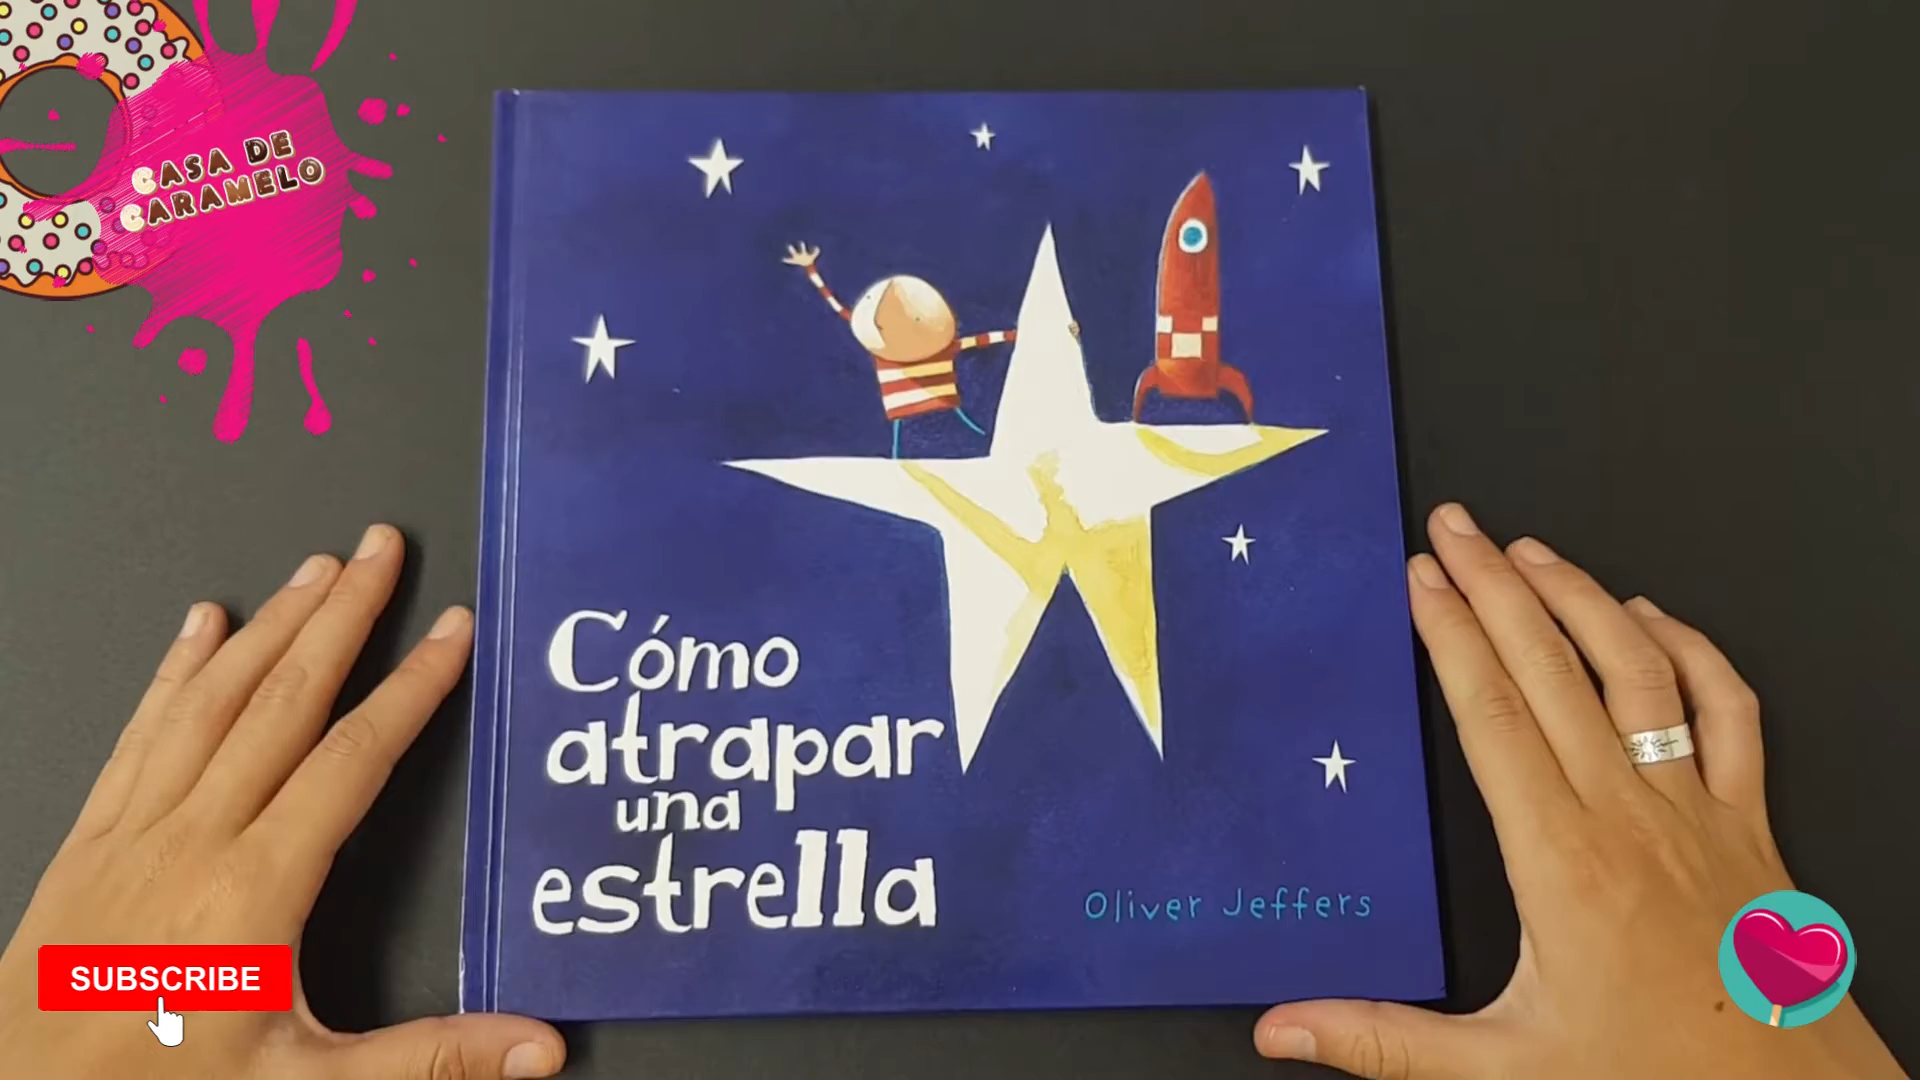 CASA DE
CARAMELO
Cómo
atrapar
una
estrella
Oliver Jeffers
SUBSCRIBE